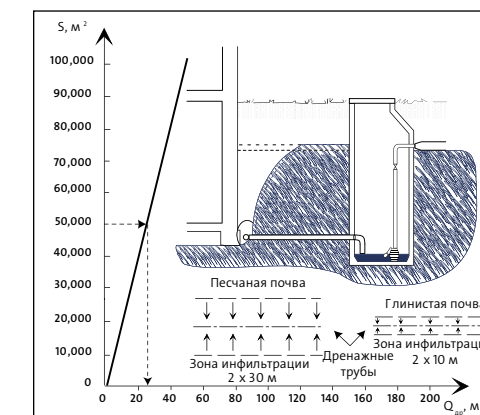 S, м²
100,000
90,000
80,000
70,000
60,000
50,000
40,000
30,000
20,000
10,000
0
Песчаная почва
Зона инфильтрации
2 x 30 м
Дренажные
трубы
Глинистая почва
Зона инфильтраци
2 x 10 м
0 20 40 60 80 100 120 140 160 180 200
Q др, м